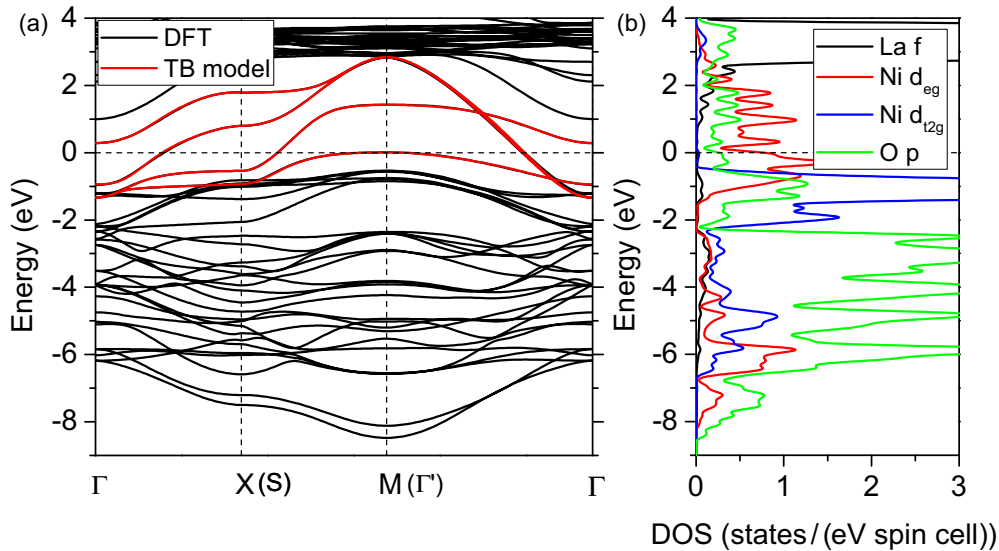 (a)
DFT
TB model
Energy (eV)
4
2
0
-2
-4
-6
-8
Γ
X(S)
M(Γ')
Γ
(b)
La f
Ni d_eg
Ni d_t2g
O p
Energy (eV)
4
2
0
-2
-4
-6
-8
0
1
2
3
DOS (states/(eV spin cell))